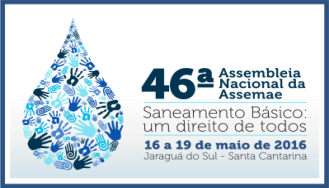 46ª Assembleia
Nacional da
Assemae
Saneamento Básico:
um direito de todos
16 a 19 de maio de 2016
Jaraguá do Sul - Santa Cantarina